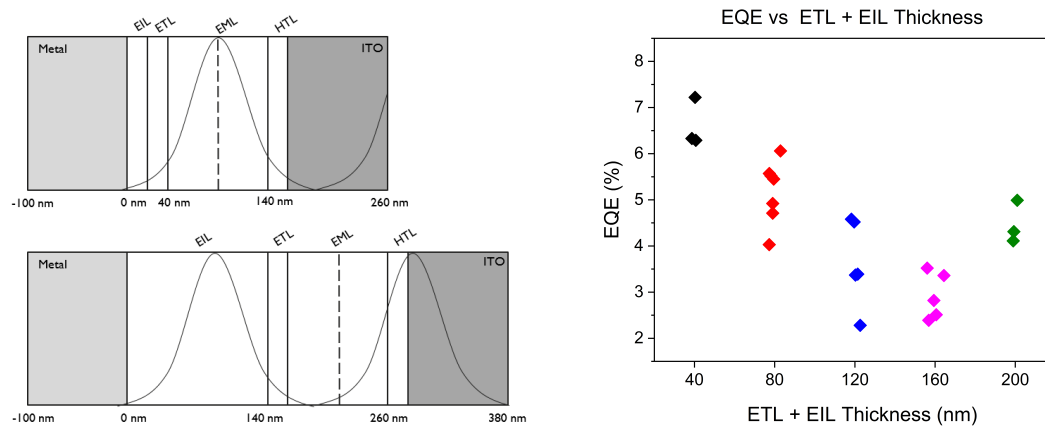 EIL ETL EML HTL
Metal ITO
-100 nm 0 nm 40 nm 140 nm 260 nm
EIL ETL EML HTL
Metal ITO
-100 nm 0 nm 140 nm 260 nm 380 nm
EQE vs ETL + EIL Thickness
EQE (%)
8
7
6
5
4
3
2
40 80 120 160 200
ETL + EIL Thickness (nm)